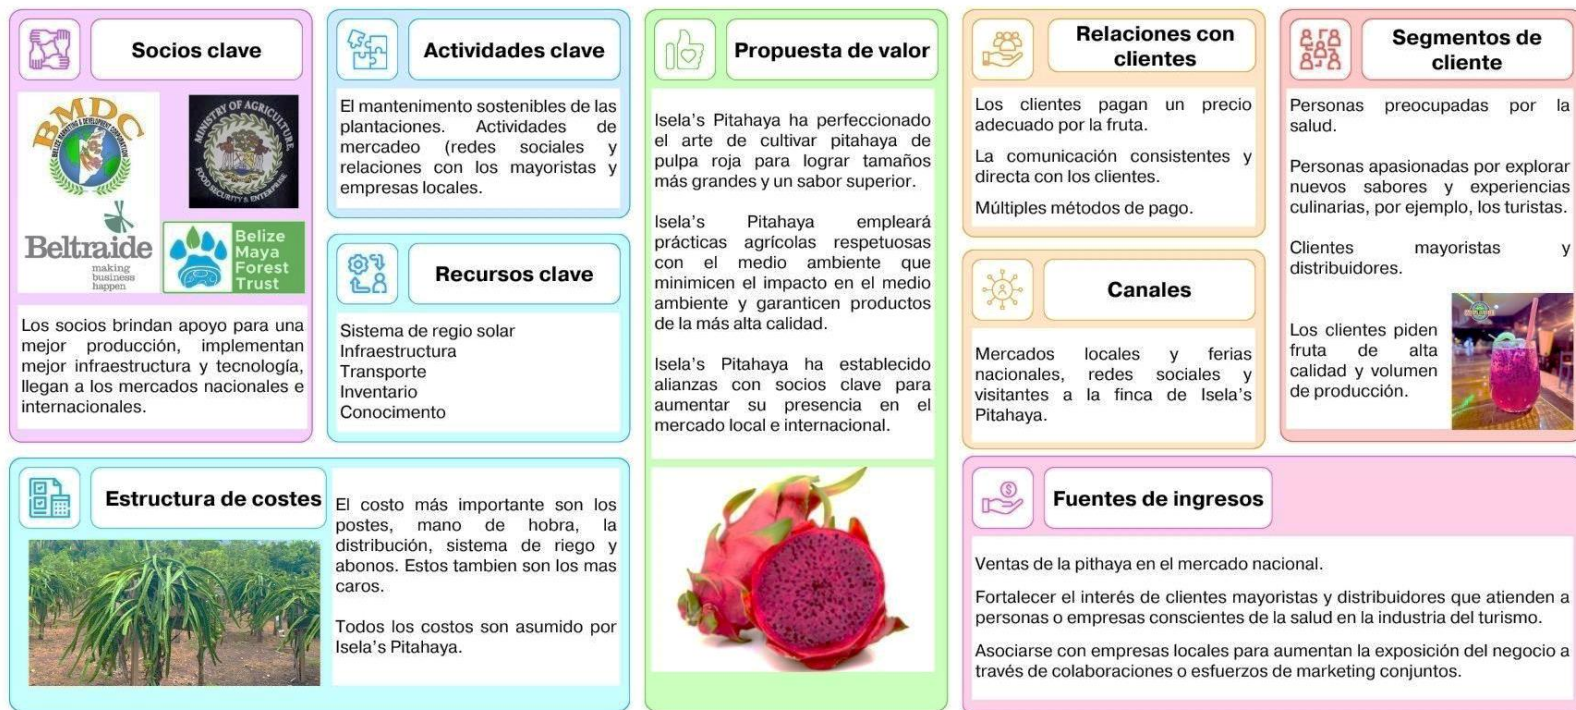 Socios clave
BMDC
BELIZE MARKETING & DEVELOPMENT CORPORATION
MINISTRY OF AGRICULTURE,
FOOD SECURITY & ENTERPRISE
Beltraide
making
business
happen
Belize
Maya
Forest
Trust
Los socios brindan apoyo para una
mejor producción, implementan
mejor infraestructura y tecnología,
llegan a los mercados nacionales e
internacionales.
Actividades clave
El mantenimiento sostenibles de las
plantaciones. Actividades de
mercadeo (redes sociales y
relaciones con los mayoristas y
empresas locales.
Recursos clave
Sistema de regio solar
Infraestructura
Transporte
Inventario
Conocimento
Propuesta de valor
Isela's Pitahaya ha perfeccionado
el arte de cultivar pitahaya de
pulpa roja para lograr tamaños
más grandes y un sabor superior.
Isela's Pitahaya empleará
prácticas agrícolas respetuosas
con el medio ambiente que
minimicen el impacto en el medio
ambiente y garanticen productos
de la más alta calidad.
Isela's Pitahaya ha establecido
alianzas con socios clave para
aumentar su presencia en el
mercado local e internacional.
Relaciones con
clientes
Los clientes pagan un precio
adecuado por la fruta.
La comunicación consistentes y
directa con los clientes.
Múltiples métodos de pago.
Canales
Mercados locales y ferias
nacionales, redes sociales y
visitantes a la finca de Isela's
Pitahaya.
Segmentos de
cliente
Personas preocupadas por la
salud.
Personas apasionadas por explorar
nuevos sabores y experiencias
culinarias, por ejemplo, los turistas.
Clientes mayoristas y
distribuidores.
Los clientes piden
fruta de alta
calidad y volumen
de producción.
Estructura de costes
El costo más importante son los
postes, mano de hobra, la
distribución, sistema de riego y
abonos. Estos tambien son los mas
caros.
Todos los costos son asumido por
Isela's Pitahaya.
Fuentes de ingresos
Ventas de la pithaya en el mercado nacional.
Fortalecer el interés de clientes mayoristas y distribuidores que atienden a
personas o empresas conscientes de la salud en la industria del turismo.
Asociarse con empresas locales para aumentan la exposición del negocio a
través de colaboraciones o esfuerzos de marketing conjuntos.